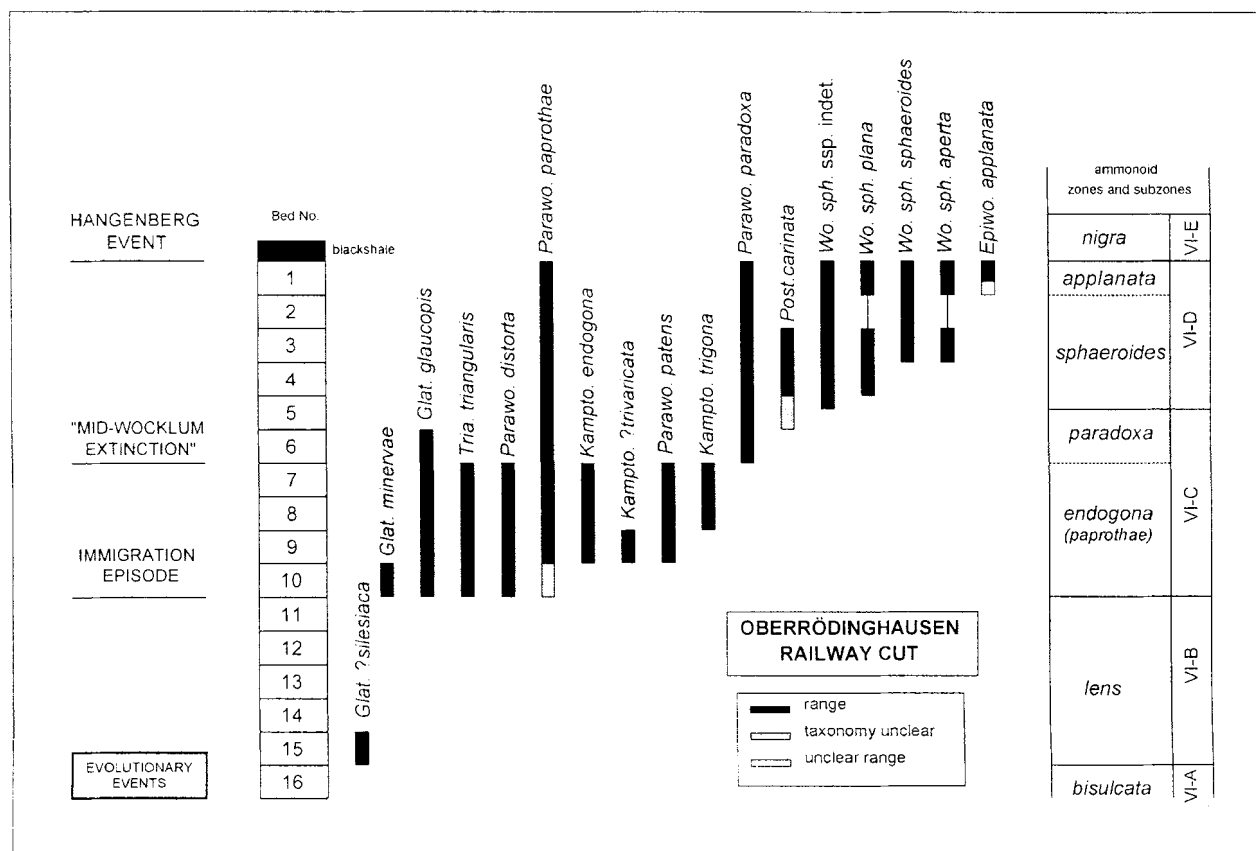 HANGENBERG
EVENT
"MID-WOCKLUM
EXTINCTION"
IMMIGRATION
EPISODE
EVOLUTIONARY
EVENTS
Bed No.
blackshale
1
2
3
4
5
6
7
8
9
10
11
12
13
14
15
16
Glat. ?silesiaca
Glat. minervae
Glat. glaucopis
Tria. triangularis
Parawo. distorta
Parawo. paprothae
Kampto. endogona
Kampto. ?trivaricata
Parawo. patens
Kampto. trigona
Parawo. paradoxa
Post.carinata
Wo. sph. ssp. indet.
Wo. sph. plana
Wo. sph. sphaeroides
Wo. sph. aperta
Epiwo. applanata
OBERRÖDINGHAUSEN
RAILWAY CUT
range
taxonomy unclear
unclear range
ammonoid
zones and subzones
nigra
applanata
sphaeroides
paradoxa
endogona
(paprothae)
lens
bisulcata
VI-E
VI-D
VI-C
VI-B
VI-A